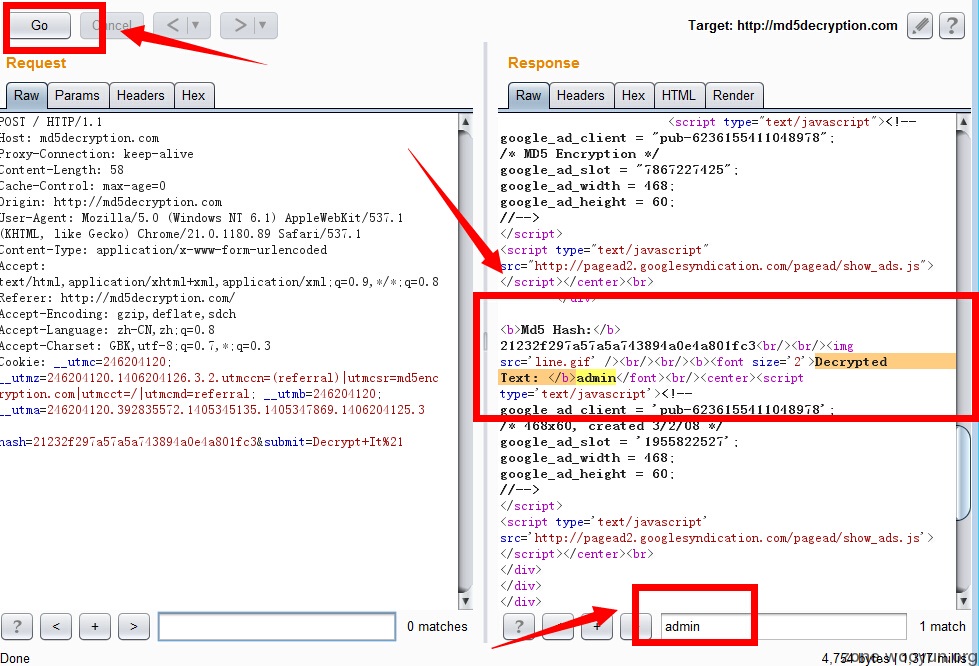 Go
Cancel
<
>
Target: http://md5decryption.com
?
Request
Raw
Params
Headers
Hex
POST / HTTP/1.1
Host: md5decryption.com
Proxy-Connection: keep-alive
Content-Length: 58
Cache-Control: max-age=0
Origin: http://md5decryption.com
User-Agent: Mozilla/5.0 (Windows NT 6.1) AppleWebKit/537.1
(KHTML, like Gecko) Chrome/21.0.1180.89 Safari/537.1
Content-Type: application/x-www-form-urlencoded
Accept:
text/html,application/xhtml+xml,application/xml;q=0.9,*/*;q=0.8
Referer: http://md5decryption.com/
Accept-Encoding: gzip,deflate,sdch
Accept-Language: zh-CN,zh;q=0.8
Accept-Charset: GBK,utf-8;q=0.7,*;q=0.3
Cookie: __utmc=246204120;
__utmz=246204120.1406204126.3.2.utmccn=(referral)|utmcsr=md5enc
ryption.com|utmcct=/|utmcmd=referral; __utmb=246204120;
__utma=246204120.392835572.1405345135.1405347869.1406204125.3
hash=21232f297a57a5a743894a0e4a801fc3&submit=Decrypt+It%21
?
<
+
>
0 matches
Done
Response
Raw
Headers
Hex
HTML
Render
<script type="text/javascript"><!--
google_ad_client = "pub-6236155411048978";
/* MD5 Encryption */
google_ad_slot = "7867227425";
google_ad_width = 468;
google_ad_height = 60;
//-->
</script>
<script type="text/javascript"
src="http://pagead2.googlesyndication.com/pagead/show_ads.js">
</script></center><br>
</div>
<b>Md5 Hash:</b>
21232f297a57a5a743894a0e4a801fc3<br/><br/><img
src='line.gif' /><br/><br/><b><font size='2'>Decrypted
Text: </b>admin</font><br/><center><script
type='text/javascript'><!--
google_ad_client = 'pub-6236155411048978';
/* 468x60, created 3/2/08 */
google_ad_slot = '1955822527';
google_ad_width = 468;
google_ad_height = 60;
//-->
</script>
<script type='text/javascript'
src='http://pagead2.googlesyndication.com/pagead/show_ads.js'>
</script></center><br>
</div>
</div>
</div>
?
+
admin
1 match
4,754 bytes | 1,317 millis
zone.wooyun.org